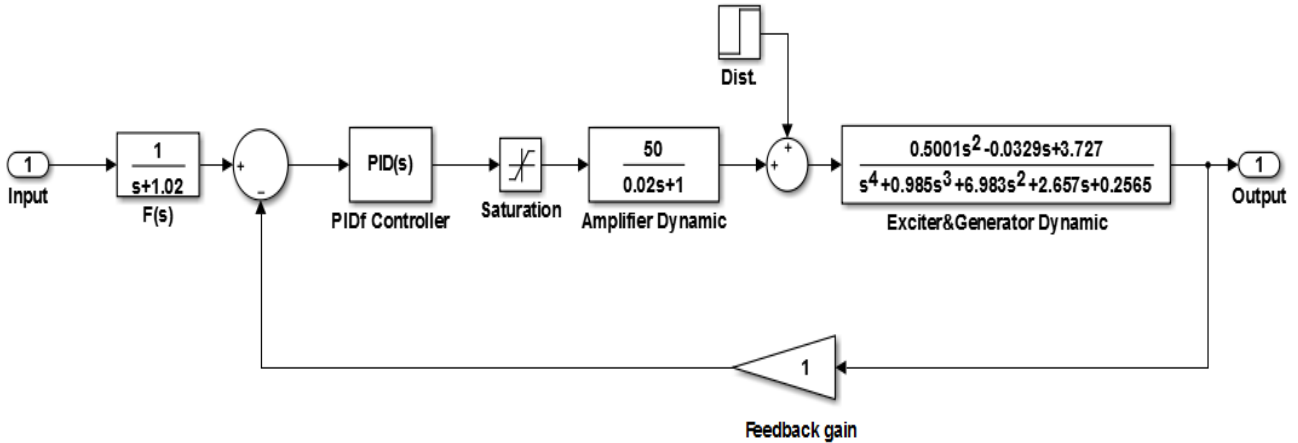 Dist.
1
Input
1
s+1.02
F(s)
+
−
PID(s)
PIDf Controller
Saturation
50
0.02s+1
Amplifier Dynamic
+
+
0.5001s²-0.0329s+3.727
s⁴+0.985s³+6.983s²+2.657s+0.2565
Exciter&Generator Dynamic
1
Output
1
Feedback gain